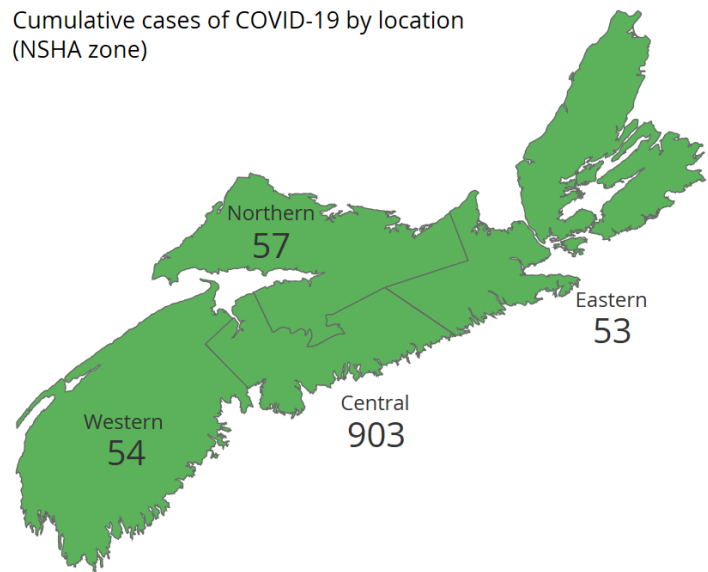 Cumulative cases of COVID-19 by location
(NSHA zone)
Northern
57
Eastern
53
Central
903
Western
54